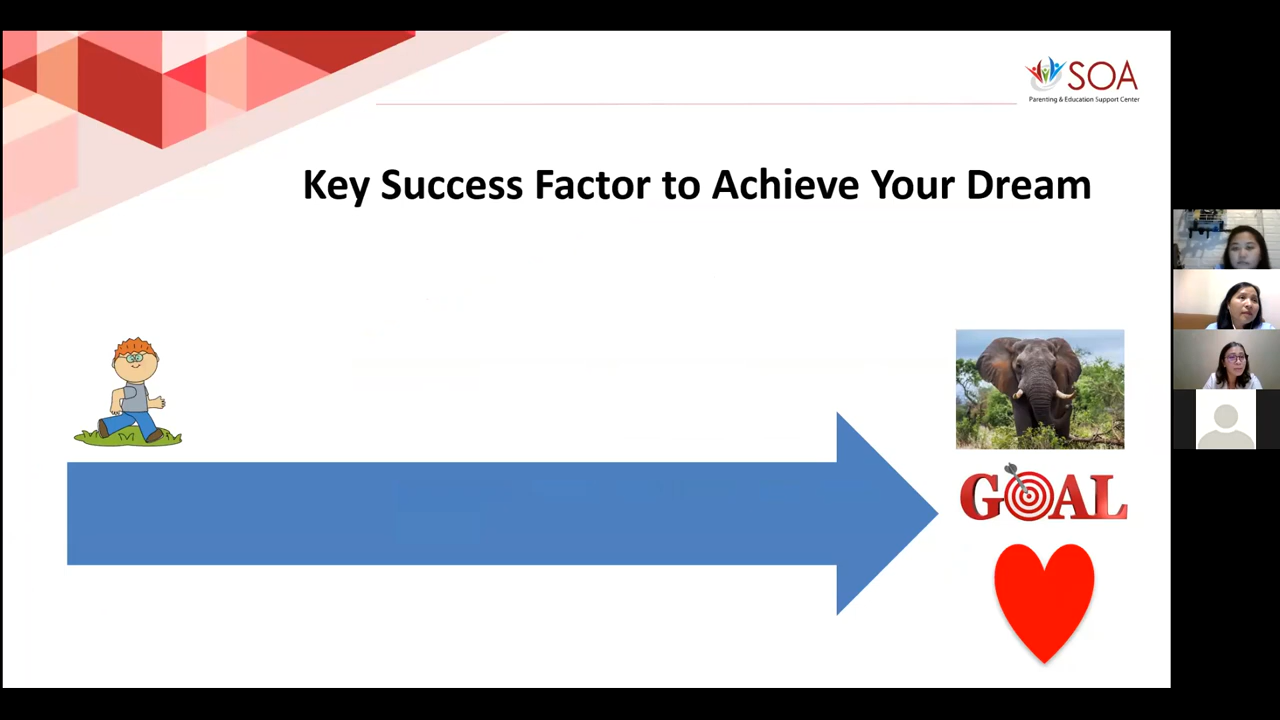 SOA
Parenting & Education Support Center
Key Success Factor to Achieve Your Dream
GOAL